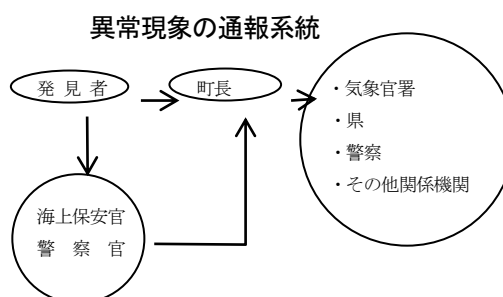 異常現象の通報系統
発 見 者
町長
・気象官署
・県
・警察
・その他関係機関
海上保安官
警 察 官